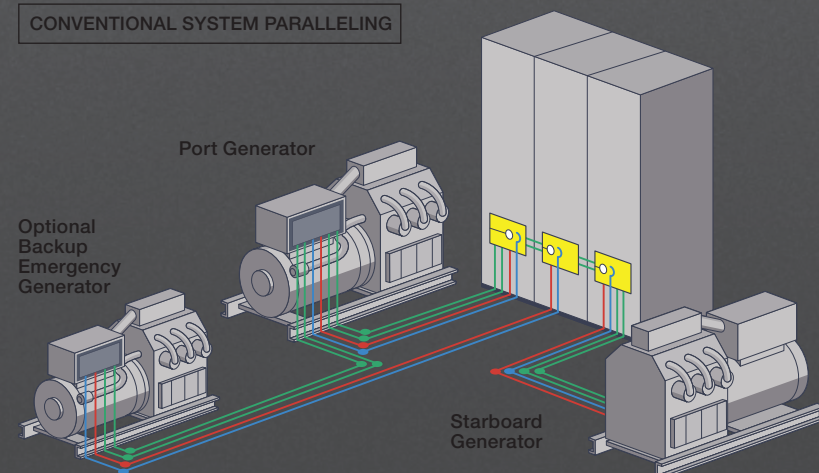 CONVENTIONAL SYSTEM PARALLELING
Port Generator
Optional
Backup
Emergency
Generator
Starboard
Generator